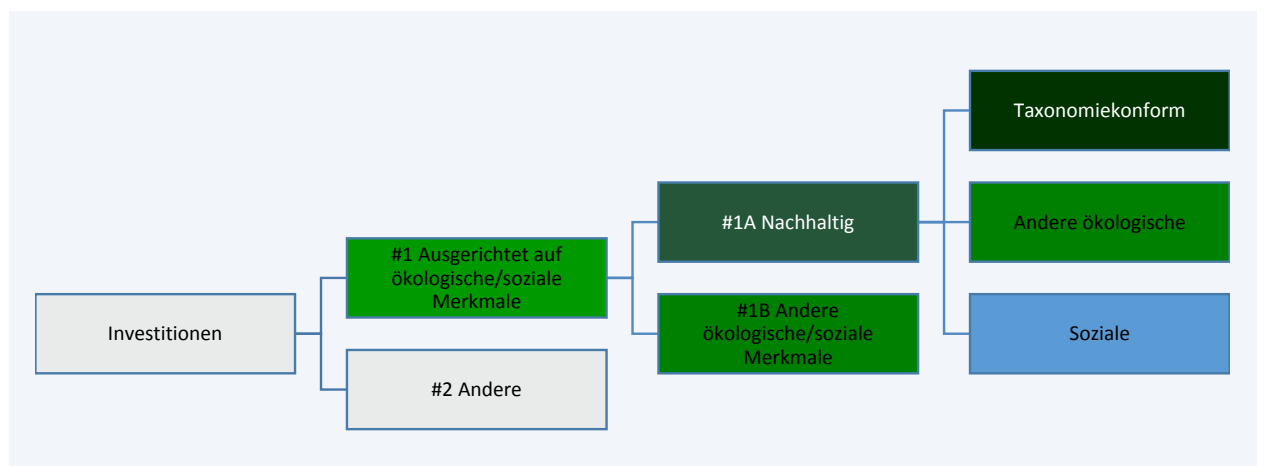 Investitionen
#1 Ausgerichtet auf
ökologische/soziale
Merkmale
#2 Andere
#1A Nachhaltig
#1B Andere
ökologische/soziale
Merkmale
Taxonomiekonform
Andere ökologische
Soziale